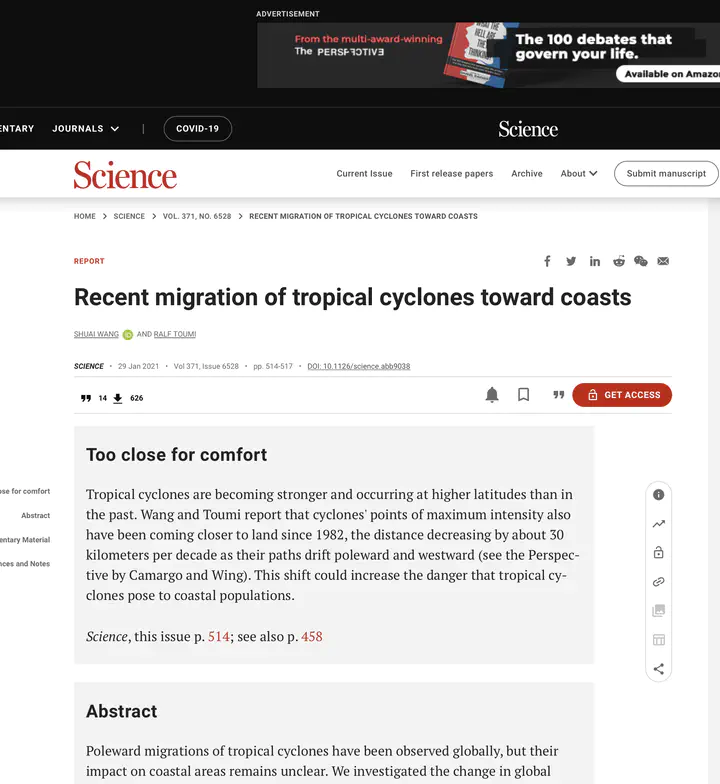 ADVERTISEMENT
From the multi-award-winning
The
The 100 debates that
govern your life.
Available on Amazo
ENTARY JOURNALS | COVID-19 Science
Science
Current Issue First release papers Archive About Submit manuscript
HOME > SCIENCE > VOL. 371, NO. 6528 > RECENT MIGRATION OF TROPICAL CYCLONES TOWARD COASTS
REPORT
Recent migration of tropical cyclones toward coasts
SHUAI WANG iD AND RALF TOUMI
SCIENCE • 29 Jan 2021 • Vol 371, Issue 6528 • pp. 514-517 • DOI: 10.1126/science.abb9038
14 626
GET ACCESS
Too close for comfort
Tropical cyclones are becoming stronger and occurring at higher latitudes than in
the past. Wang and Toumi report that cyclones' points of maximum intensity also
have been coming closer to land since 1982, the distance decreasing by about 30
kilometers per decade as their paths drift poleward and westward (see the Perspec-
tive by Camargo and Wing). This shift could increase the danger that tropical cy-
clones pose to coastal populations.
Science, this issue p. 514; see also p. 458
ose for comfort
Abstract
entary Material
nces and Notes
Abstract
Poleward migrations of tropical cyclones have been observed globally, but their
impact on coastal areas remains unclear. We investigated the change in global